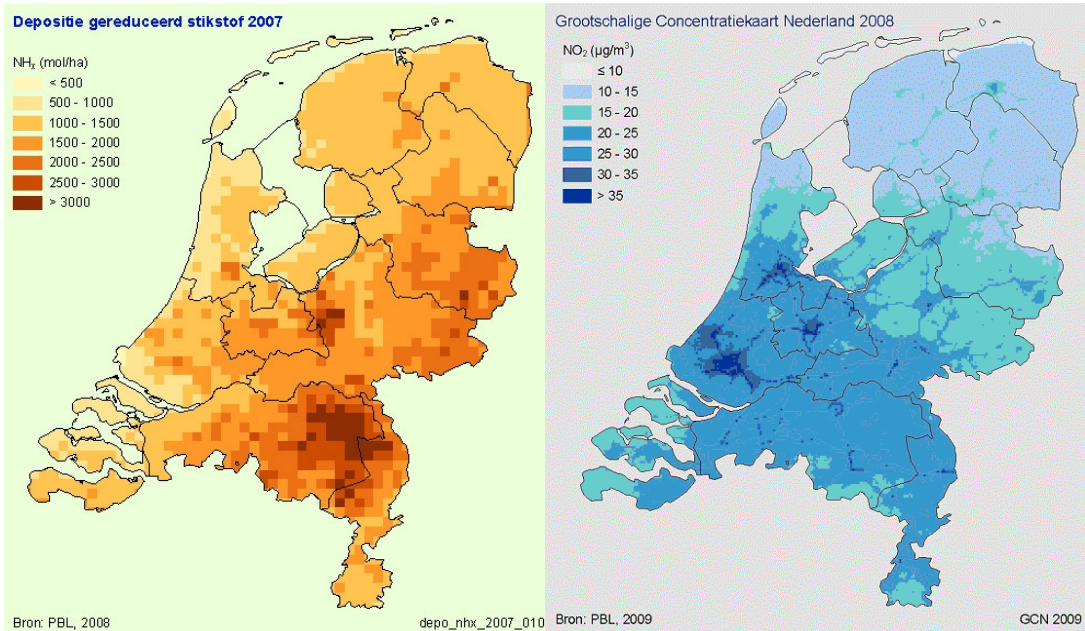 Depositie gereduceerd stikstof 2007
NHx (mol/ha)
< 500
500 - 1000
1000 - 1500
1500 - 2000
2000 - 2500
2500 - 3000
> 3000
Bron: PBL, 2008
depo_nhx_2007_010
Grootschalige Concentratiekaart Nederland 2008
NO2 (µg/m³)
≤ 10
10 - 15
15 - 20
20 - 25
25 - 30
30 - 35
> 35
Bron: PBL, 2009
GCN 2009